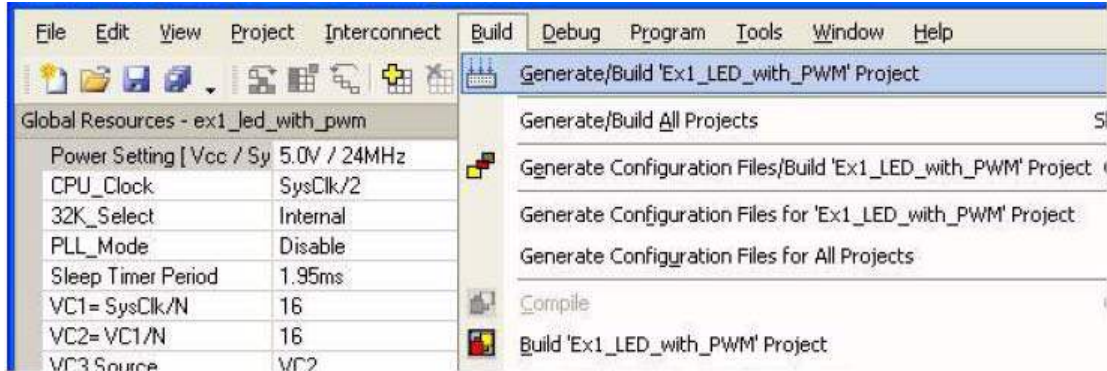 File Edit View Project Interconnect Build Debug Program Tools Window Help
Generate/Build 'Ex1_LED_with_PWM' Project
Global Resources - ex1_led_with_pwm
Generate/Build All Projects
Power Setting [ Vcc / Sy 5.0V / 24MHz
Generate Configuration Files/Build 'Ex1_LED_with_PWM' Project
CPU_Clock SysClk/2
32K_Select Internal
Generate Configuration Files for 'Ex1_LED_with_PWM' Project
PLL_Mode Disable
Generate Configuration Files for All Projects
Sleep Timer Period 1.95ms
VC1= SysClk/N 16
Compile
VC2= VC1/N 16
Build 'Ex1_LED_with_PWM' Project
VC3 Source VC2